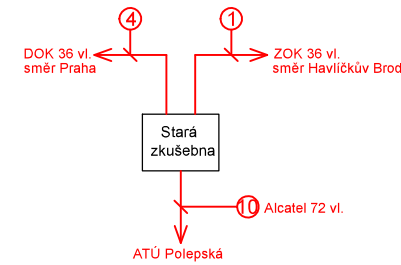 4
1
DOK 36 vl.
směr Praha
ZOK 36 vl.
směr Havlíčkův Brod
Stará
zkušebna
10
Alcatel 72 vl.
ATÚ Polepská